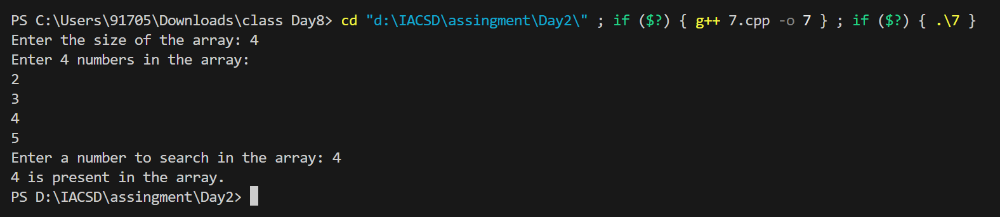 PS C:\Users\91705\Downloads\class Day8> cd "d:\IACSD\assingment\Day2\" ; if ($?) { g++ 7.cpp -o 7 } ; if ($?) { .\7 }
Enter the size of the array: 4
Enter 4 numbers in the array:
2
3
4
5
Enter a number to search in the array: 4
4 is present in the array.
PS D:\IACSD\assingment\Day2>